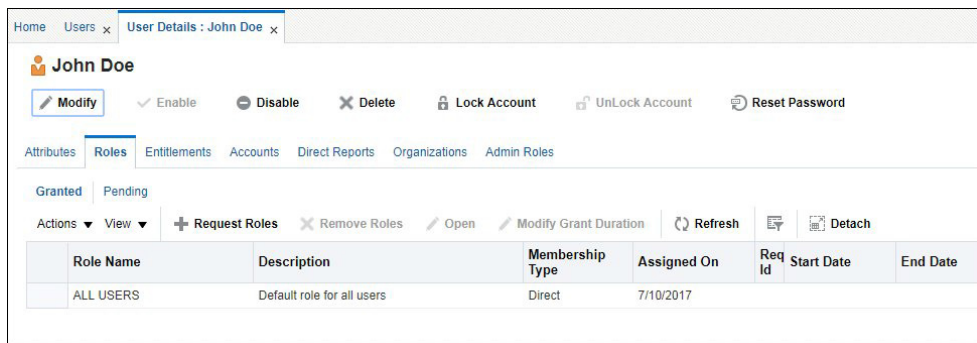 Home Users x User Details : John Doe x
John Doe
Modify Enable Disable Delete Lock Account UnLock Account Reset Password
Attributes Roles Entitlements Accounts Direct Reports Organizations Admin Roles
Granted Pending
Actions View Request Roles Remove Roles Open Modify Grant Duration Refresh Detach
Role Name Description Membership Type Assigned On Req Id Start Date End Date
ALL USERS Default role for all users Direct 7/10/2017